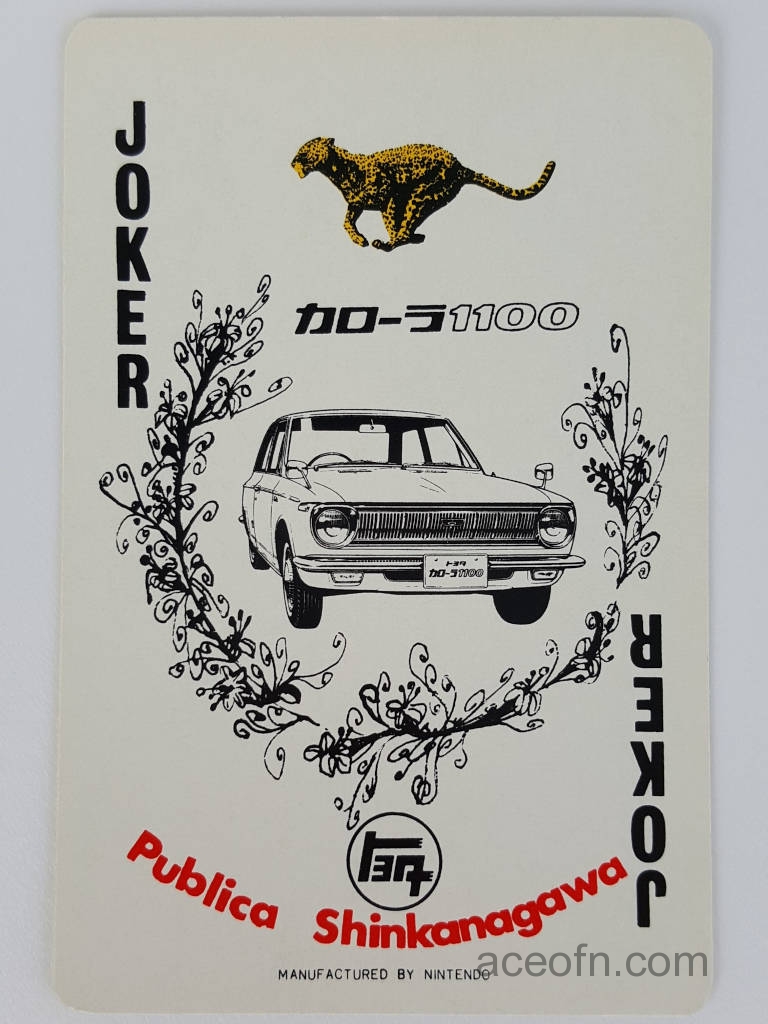 JOKER
カローラ1100
トヨタ
カローラ1100
JOKER
トヨタ
Publica Shinkanagawa
MANUFACTURED BY NINTENDO
aceofn.com